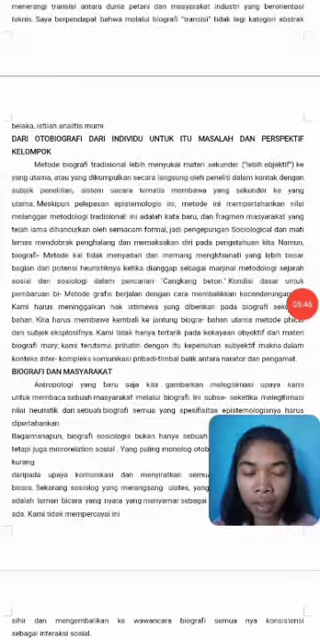 menerangi transisi antara dunia petani dan masyarakat industri yang berorientasi
teknis. Saya berpendapat bahwa melalui biografi "transisi" tidak lagi kategori abstrak
belaka, istilah analitis murni.
DARI OTOBIOGRAFI DARI INDIVIDU UNTUK ITU MASALAH DAN PERSPEKTIF
KELOMPOK
Metode biografi tradisional lebih menyukai materi sekunder ("lebih objektif") ke
yang utama, atau yang dikumpulkan secara langsung oleh peneliti dalam kontak dengan
subjek penelitian, sistem secara tematis membawa yang sekunder ke yang
utama. Meskipun pelepasan epistemologis ini, metode ini mempertahankan nilai
melanggar metodologi tradisional: ini adalah kata baru, dan fragmen masyarakat yang
telah lama dihancurkan oleh semacam formal, jadi pengepungan Sociological dan mati
lemas mendobrak penghalang dan memaksakan diri pada pengetahuan kita. Namun,
biografi- Metode kal tidak menyadari dan memang mengkhianati yang lebih besar
bagian dari potensi heuristiknya ketika dianggap sebagai marjinal metodologi sejarah
sosial dan sosiologi dalam pencarian "Cangkang beton." Kondisi dasar untuk
pembaruan bi- Metode grafis berjalan dengan cara membalikkan kecenderungan
Kami harus meninggalkan hak istimewa yang diberikan pada biografi seku
bahan. Kita harus membawa kembali ke jantung biogra- bahan utama metode phical
dan subjek eksplosifnya. Kami tidak hanya tertarik pada kekayaan obyektif dari materi
biografi mary; kami terutama prihatin dengan itu kepenuhan subyektif makna dalam
konteks inter- kompleks komunikasi pribadi-timbal balik antara narator dan pengamat.
BIOGRAFI DAN MASYARAKAT
Antropologi yang baru saja kita gambarkan melegitimasi upaya kami
untuk membaca sebuah masyarakat melalui biografi. Ini subse- seketika melegitimasi
nilai heuristik dari sebuah biografi semua yang spesifisitas epistemologisnya harus
dipertahankan.
Bagaimanapun, biografi sosiologis bukan hanya sebuah
tetapi juga microrelation sosial . Yang paling monolog otob
kurang
daripada upaya komunikasi dan menyiratkan semu
bicara. Sekarang sosiolog yang merangsang- ulates, yang
adalah teman bicara yang nyata yang menyamar sebagai
ada. Kami tidak mempercayai ini
sihir dan mengembalikan ke wawancara biografi semua nya konsistensi
sebagai interaksi sosial.
05:46